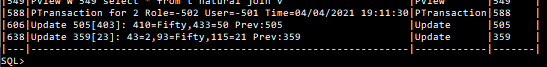 |549|PView W 549 select * from t natural join v |PView |549 |
|588|PTransaction for 2 Role=-502 User=-501 Time=04/04/2021 19:11:30|PTransaction|588 |
|606|Update 505[403]: 410=Fifty,433=50 Prev:505 |Update |505 |
|638|Update 359[23]: 43=2,93=Fifty,115=21 Prev:359 |Update |359 |
|---|---------------------------------------------------------------|------------|-------|
SQL>